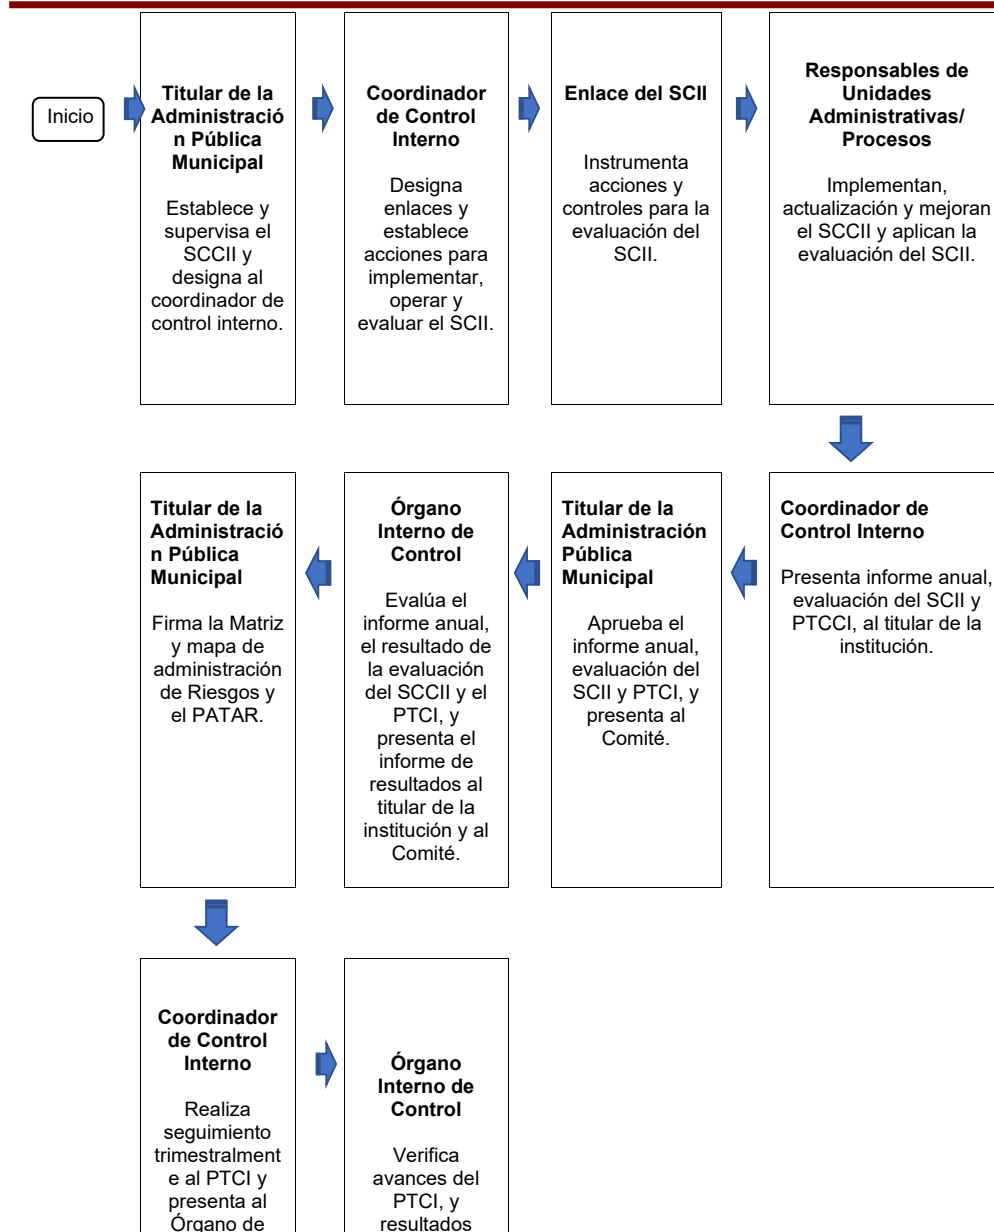 Inicio
Titular de la
Administració
n Pública
Municipal
Establece y
supervisa el
SCCII y
designa al
coordinador de
control interno.
Coordinador
de Control
Interno
Designa
enlaces y
establece
acciones para
implementar,
operar y
evaluar el SCII.
Enlace del SCII
Instrumenta
acciones y
controles para la
evaluación del
SCII.
Responsables de
Unidades
Administrativas/
Procesos
Implementan,
actualización y mejoran
el SCCII y aplican la
evaluación del SCII.
Coordinador de
Control Interno
Presenta informe anual,
evaluación del SCII y
PTCCI, al titular de la
institución.
Titular de la
Administración
Pública
Municipal
Aprueba el
informe anual,
evaluación del
SCII y PTCI, y
presenta al
Comité.
Órgano
Interno de
Control
Evalúa el
informe anual,
el resultado de
la evaluación
del SCCII y el
PTCI, y
presenta el
informe de
resultados al
titular de la
institución y al
Comité.
Titular de la
Administració
n Pública
Municipal
Firma la Matriz
y mapa de
administración
de Riesgos y
el PATAR.
Coordinador
de Control
Interno
Realiza
seguimiento
trimestralment
e al PTCI y
presenta al
Órgano de
Órgano
Interno de
Control
Verifica
avances del
PTCI, y
resultados